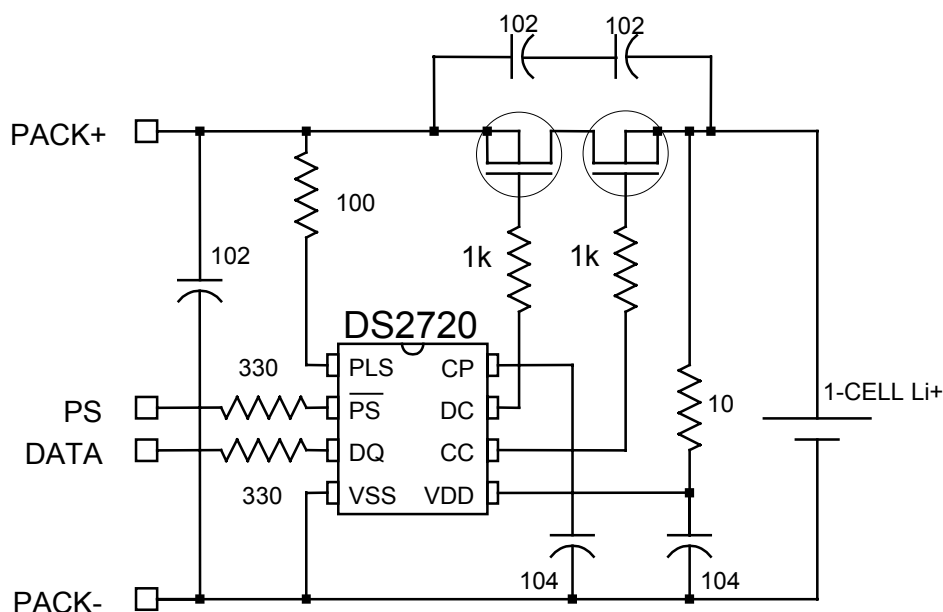 102 102
PACK+
100
1k 1k
102
DS2720
330 PLS CP
1-CELL Li+
PS PS DC 10
DATA DQ CC
330 VSS VDD
104 104
PACK-